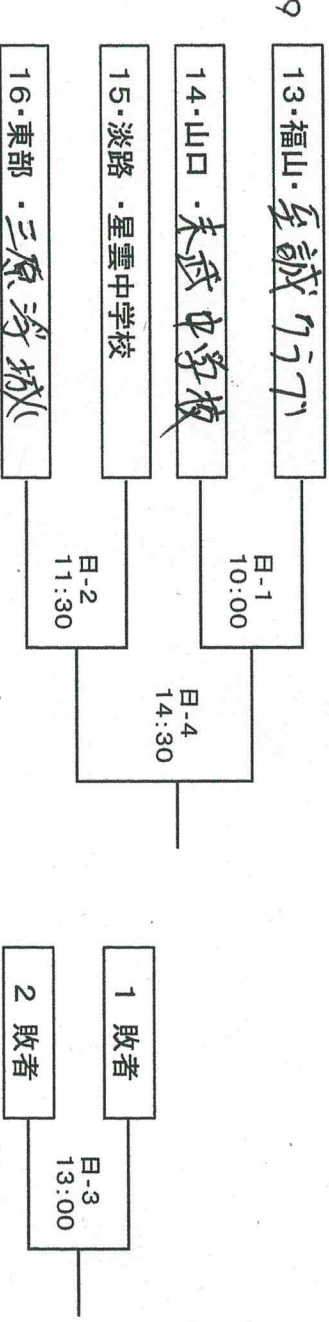 9
13・福山・至誠クラブ
14・山口・末武中学校
15・淡路・星雲中学校
16・東部・三原
日-1
10:00
日-2
11:30
日-4
14:30
1 敗者
2 敗者
日-3
13:00